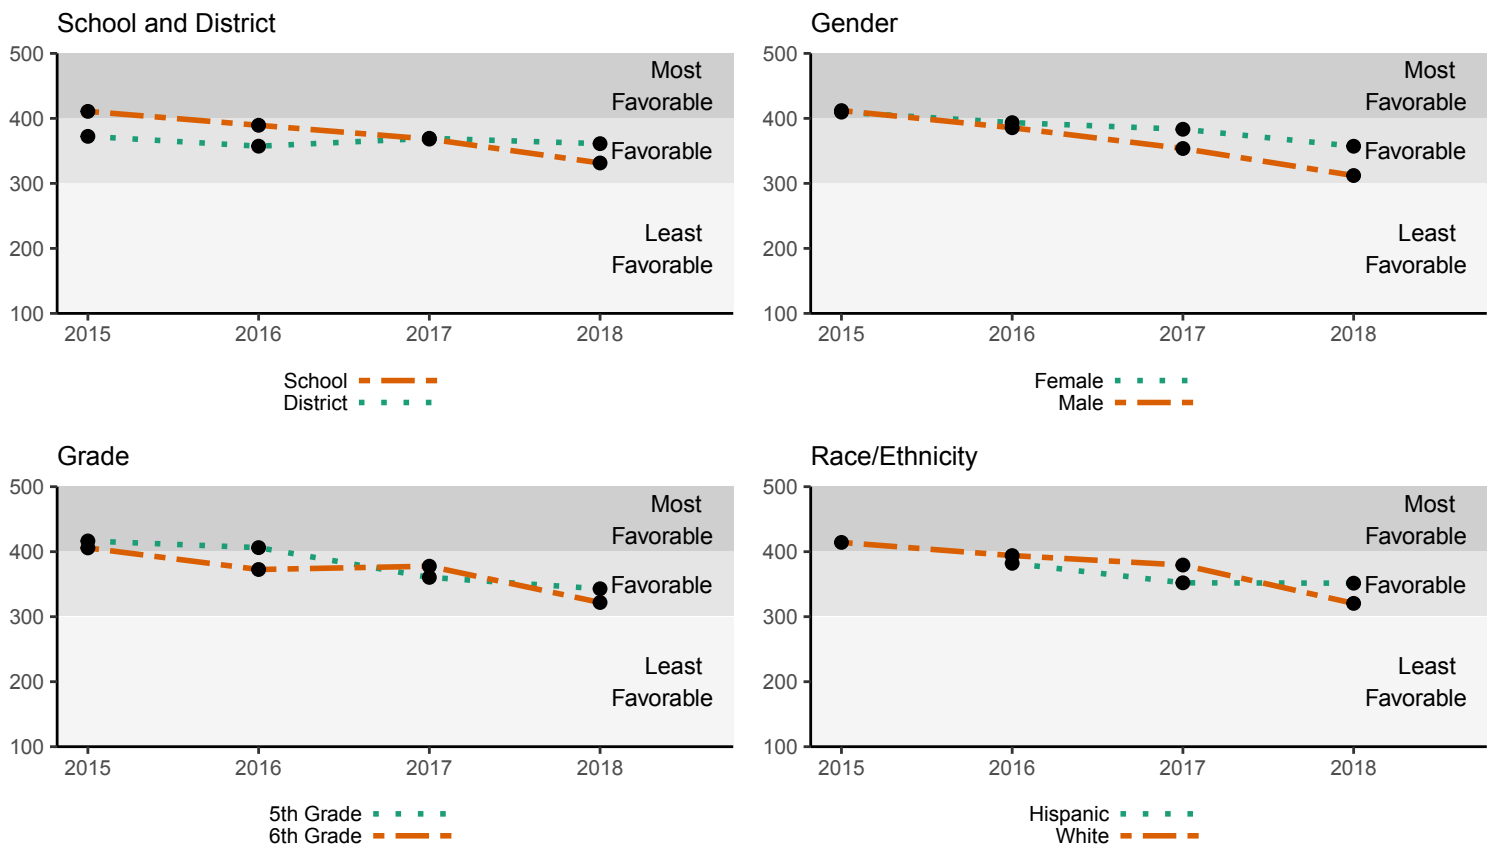 School and District
500
400
300
200
100
Most
Favorable
Favorable
Least
Favorable
2015 2016 2017 2018
School
District
Gender
500
400
300
200
100
Most
Favorable
Favorable
Least
Favorable
2015 2016 2017 2018
Female
Male
Grade
500
400
300
200
100
Most
Favorable
Favorable
Least
Favorable
2015 2016 2017 2018
5th Grade
6th Grade
Race/Ethnicity
500
400
300
200
100
Most
Favorable
Favorable
Least
Favorable
2015 2016 2017 2018
Hispanic
White